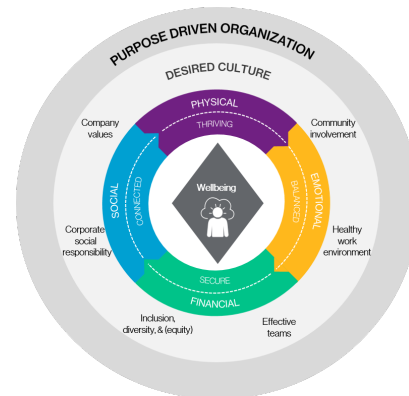 PURPOSE DRIVEN ORGANIZATION
DESIRED CULTURE
PHYSICAL
THRIVING
Company
values
Community
involvement
SOCIAL
CONNECTED
Wellbeing
BALANCED
EMOTIONAL
Corporate
social
responsibility
Healthy
work
environment
SECURE
FINANCIAL
Inclusion,
diversity, & (equity)
Effective
teams